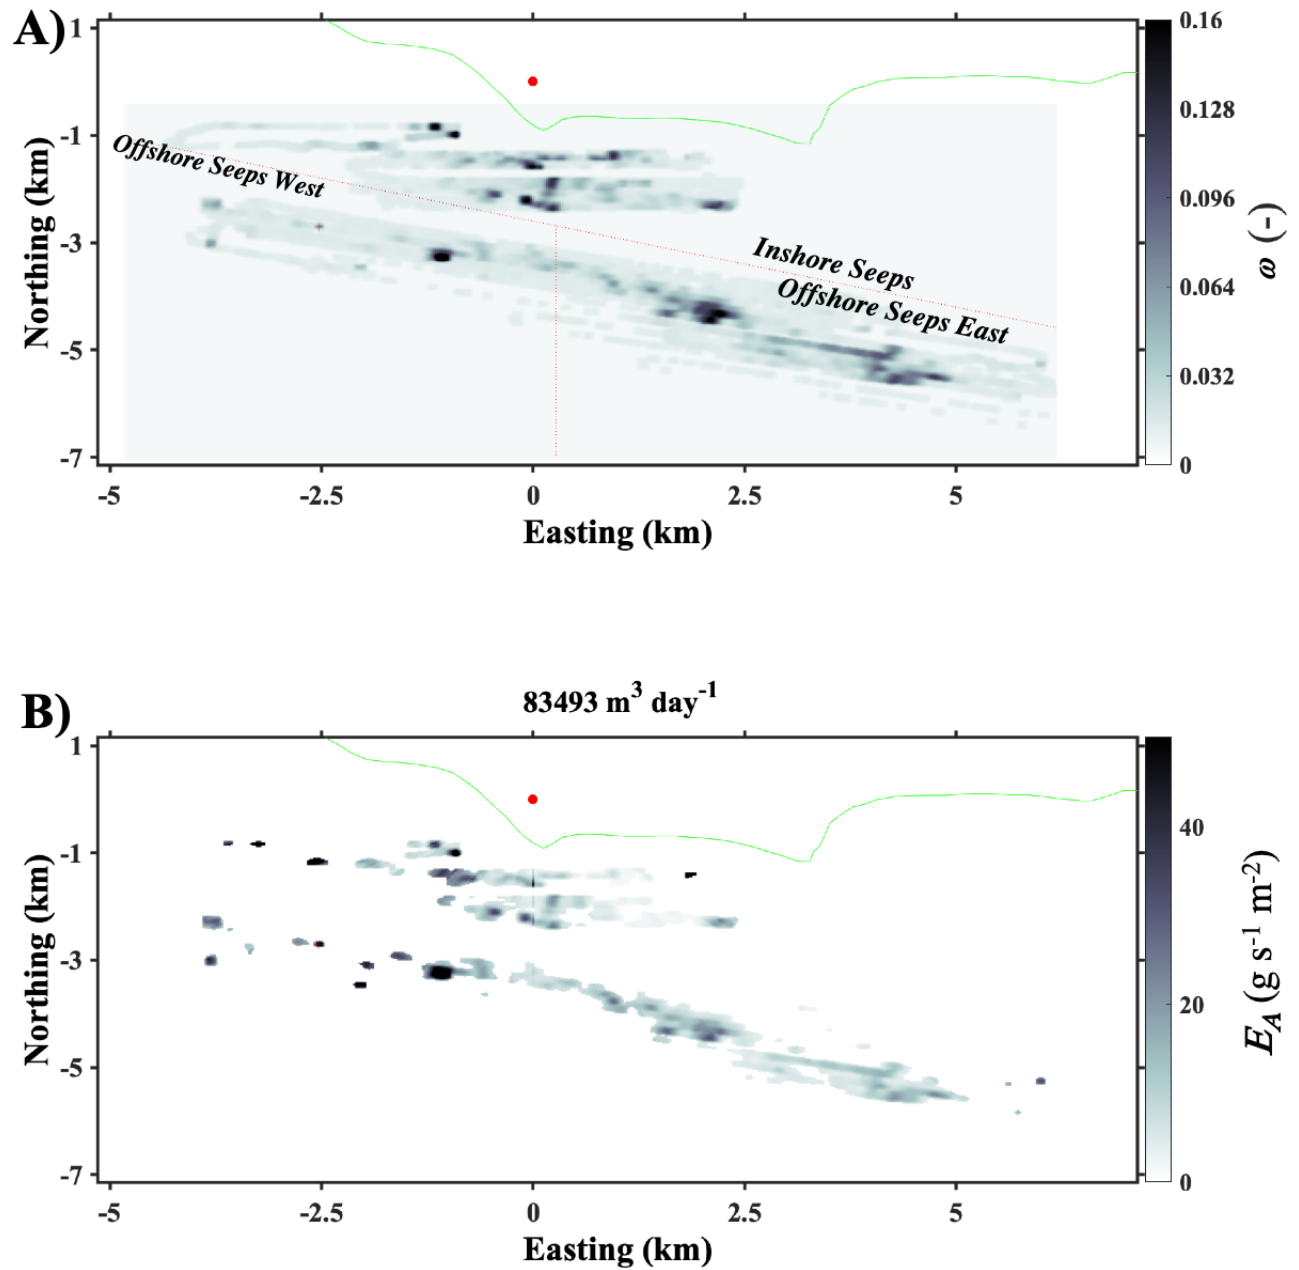 A)
1
-1
-3
-5
-7
Northing (km)
Offshore Seeps West
Inshore Seeps
Offshore Seeps East
-5
-2.5
0
2.5
5
Easting (km)
0.16
0.128
0.096
0.064
0.032
0
ω (-)
B)
83493 m³ day⁻¹
1
-1
-3
-5
-7
Northing (km)
-5
-2.5
0
2.5
5
Easting (km)
40
20
0
E_A (g s⁻¹ m⁻²)